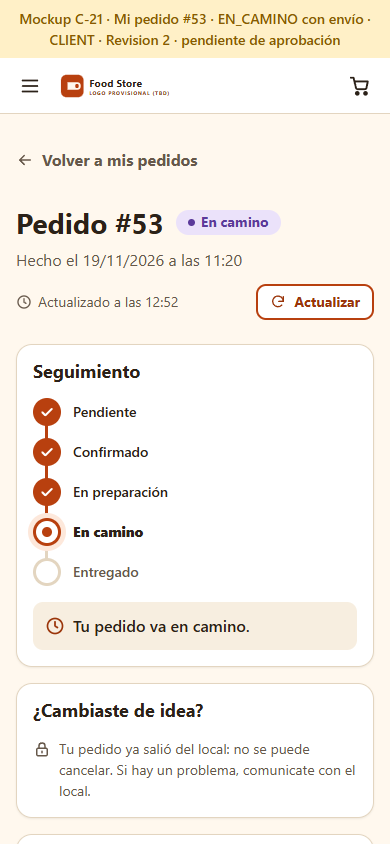 Mockup C-21 · Mi pedido #53 · EN_CAMINO con envío ·
CLIENT · Revision 2 · pendiente de aprobación
Food Store
LOGO PROVISIONAL (TBD)
Volver a mis pedidos
Pedido #53
En camino
Hecho el 19/11/2026 a las 11:20
Actualizado a las 12:52
Actualizar
Seguimiento
Pendiente
Confirmado
En preparación
En camino
Entregado
Tu pedido va en camino.
¿Cambiaste de idea?
Tu pedido ya salió del local: no se puede
cancelar. Si hay un problema, comunicate con el
local.